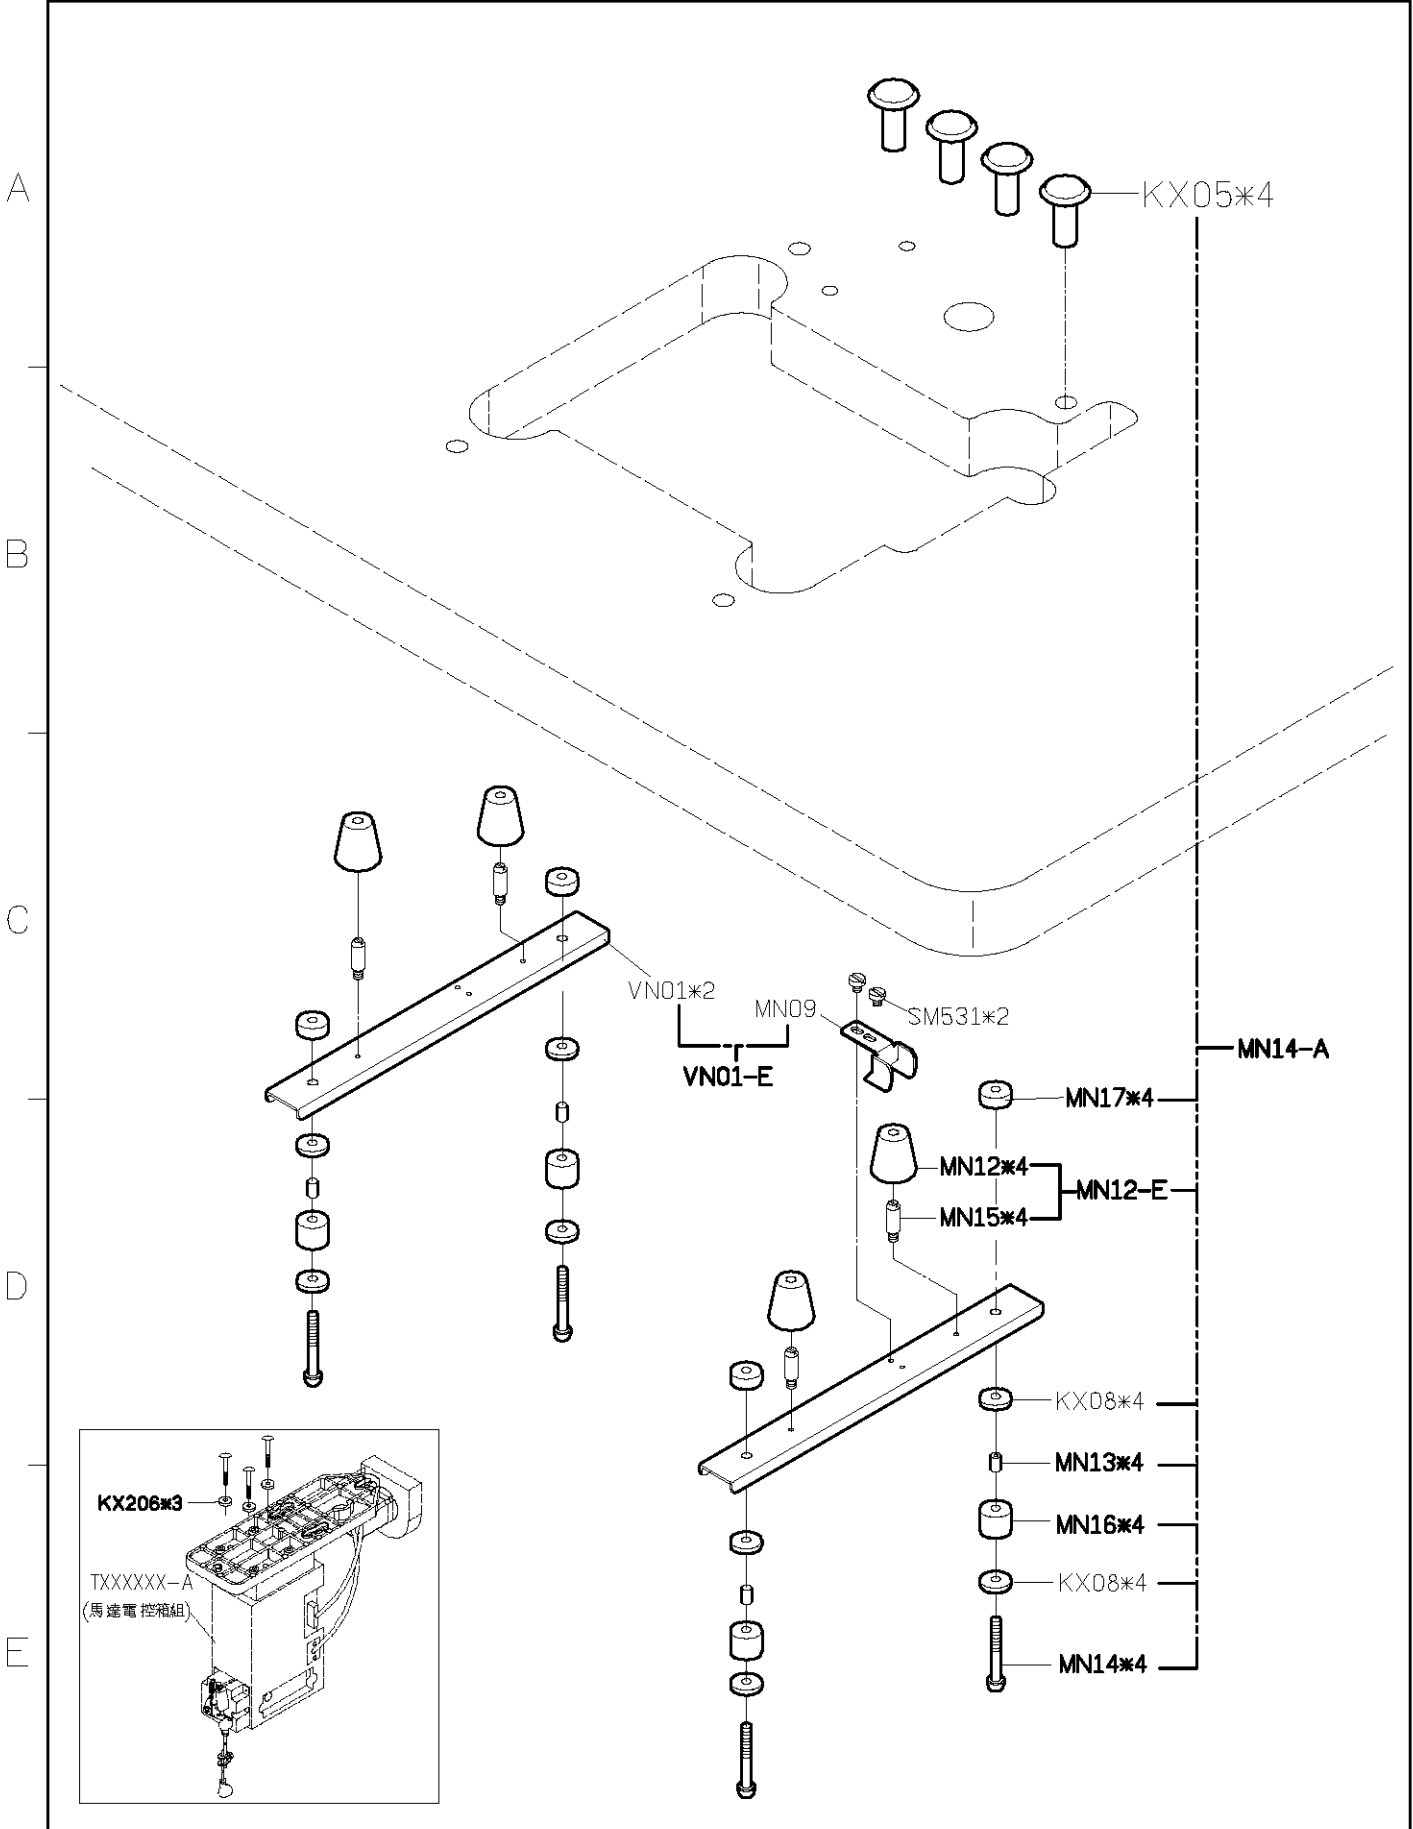 A
KX05*4
B
C
VN01*2
MN09
SM531*2
VN01-E
MN14-A
MN17*4
MN12*4
MN12-E
MN15*4
D
KX08*4
MN13*4
KX206*3
MN16*4
TXXXXXX-A
(馬達電控箱組)
KX08*4
E
MN14*4